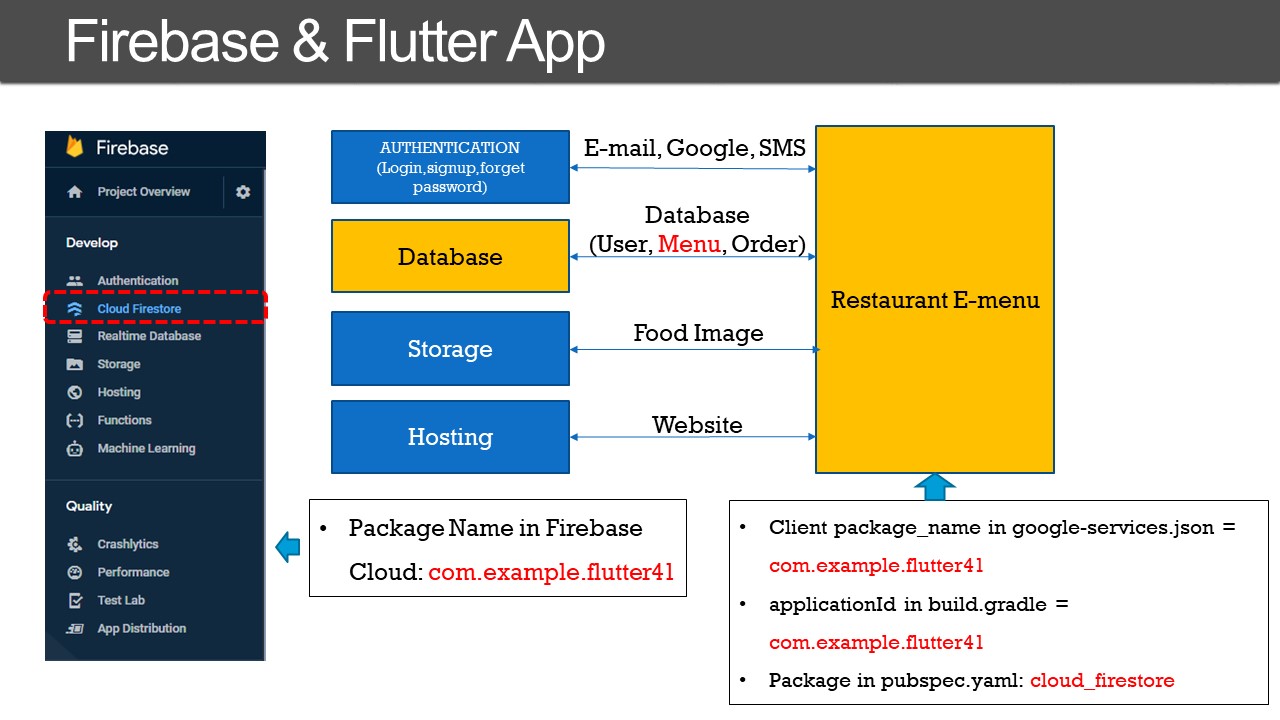 Firebase & Flutter App
Firebase
Project Overview
Develop
Authentication
Cloud Firestore
Realtime Database
Storage
Hosting
Functions
Machine Learning
Quality
Crashlytics
Performance
Test Lab
App Distribution
AUTHENTICATION
(Login,signup,forget
password)
E-mail, Google, SMS
Database
Database
(User, Menu, Order)
Storage
Food Image
Hosting
Website
Restaurant E-menu
• Package Name in Firebase
Cloud: com.example.flutter41
• Client package_name in google-services.json =
com.example.flutter41
• applicationId in build.gradle =
com.example.flutter41
• Package in pubspec.yaml: cloud_firestore